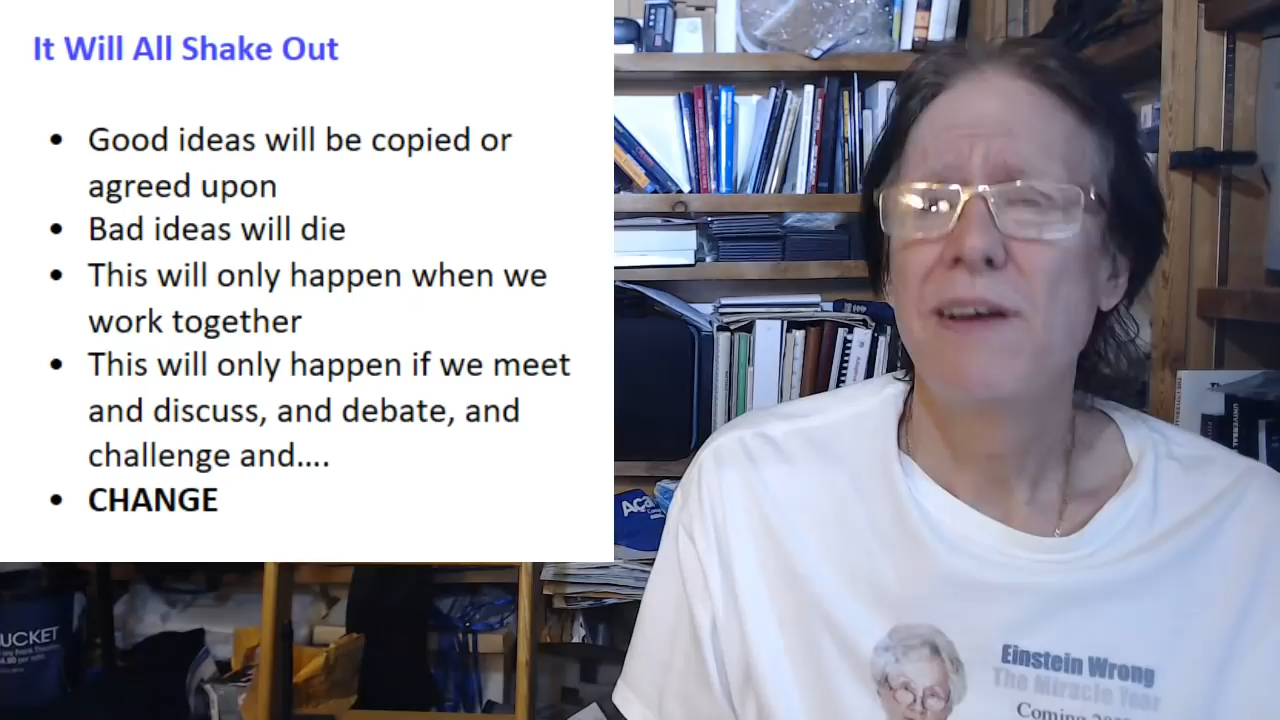 It Will All Shake Out
• Good ideas will be copied or
agreed upon
• Bad ideas will die
• This will only happen when we
work together
• This will only happen if we meet
and discuss, and debate, and
challenge and....
• CHANGE
UNIVERSAL
UCKET
Einstein Wrong
The Miracle Year
Coming